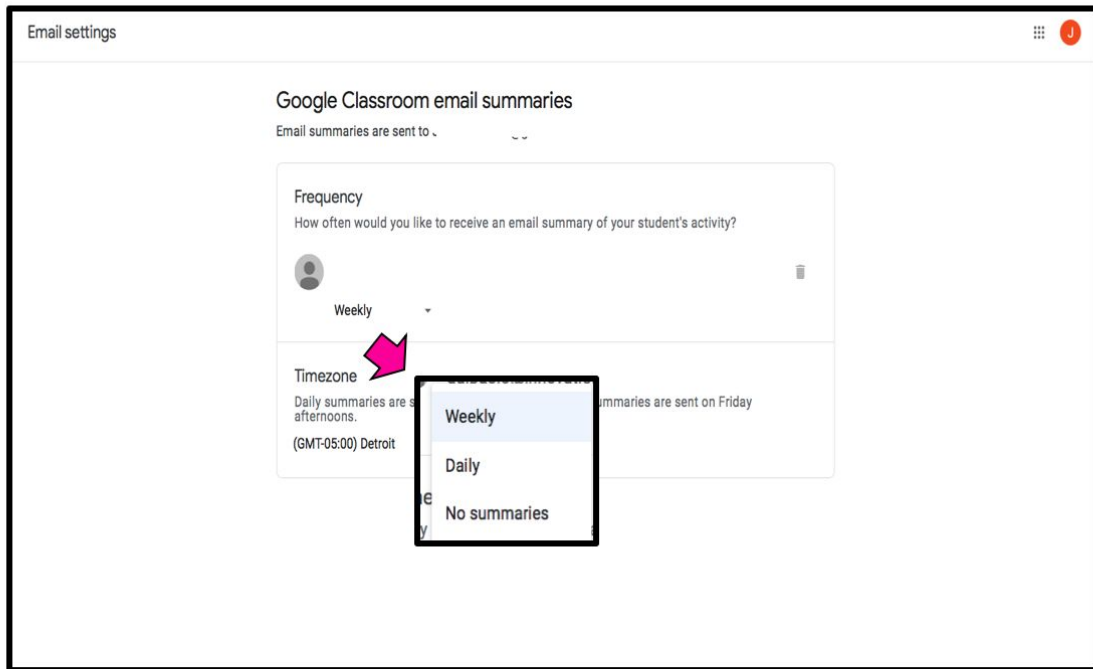 Email settings
J
Google Classroom email summaries
Email summaries are sent to
Frequency
How often would you like to receive an email summary of your student's activity?
Weekly
Timezone
Daily summaries are s
mmaries are sent on Friday
afternoons.
(GMT-05:00) Detroit
Weekly
Daily
No summaries